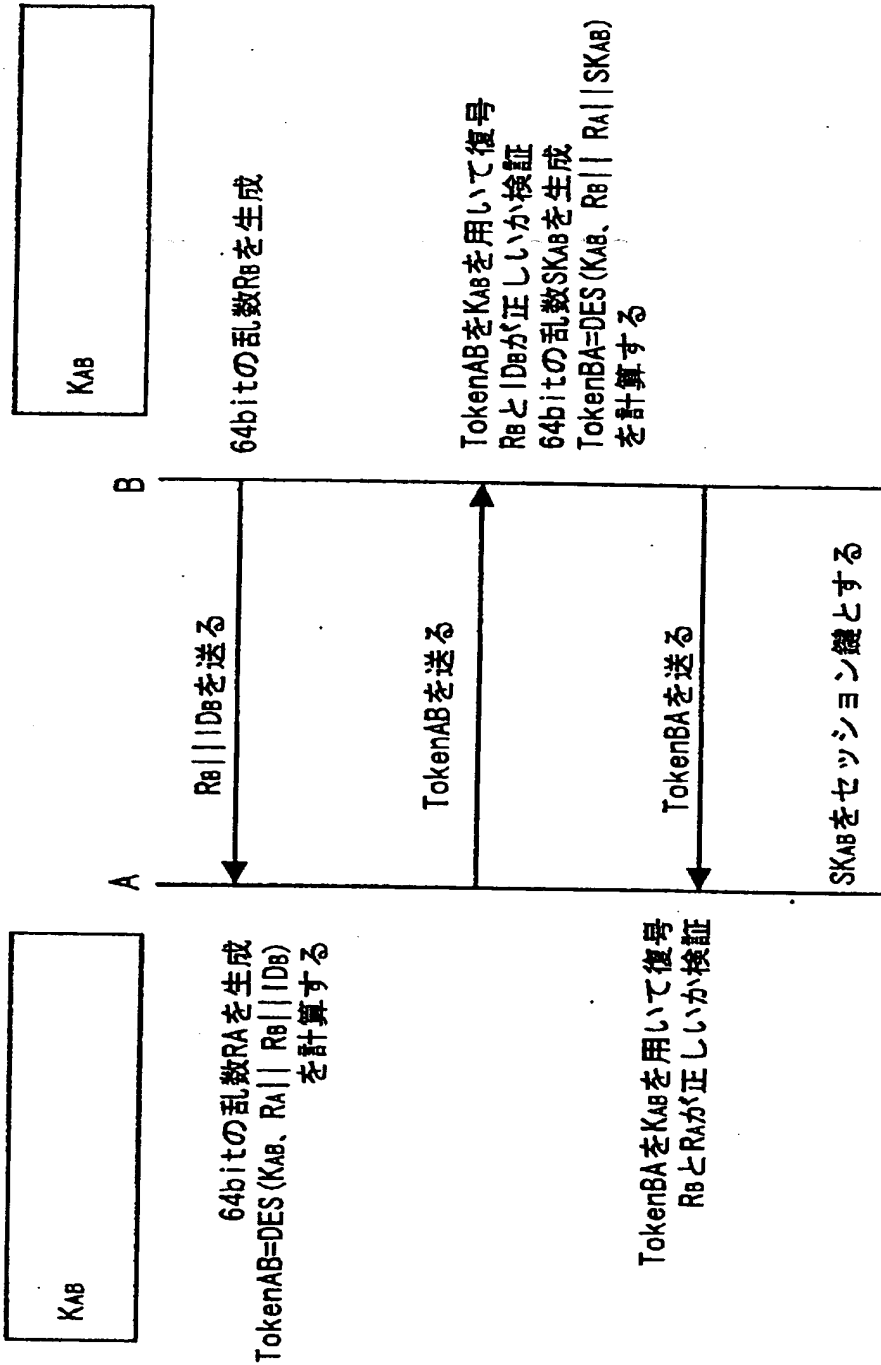 KAB
KAB
A
B
64bitの乱数RBを生成
RB||IDBを送る
64bitの乱数RAを生成
TokenAB=DES(KAB、RA|| RB||IDB)
を計算する
TokenABを送る
TokenABをKABを用いて復号
RBとIDBが正しいか検証
64bitの乱数SKABを生成
TokenBA=DES(KAB、RB|| RA||SKAB)
を計算する
TokenBAを送る
TokenBAをKABを用いて復号
RBとRAが正しいか検証
SKABをセッション鍵とする